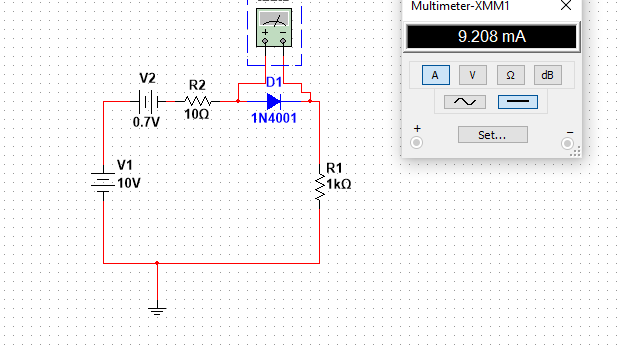 Multimeter-XMM1
9.208 mA
A
V
Ω
dB
+
−
Set...
+ −
V2
0.7V
R2
10Ω
D1
1N4001
V1
10V
R1
1kΩ